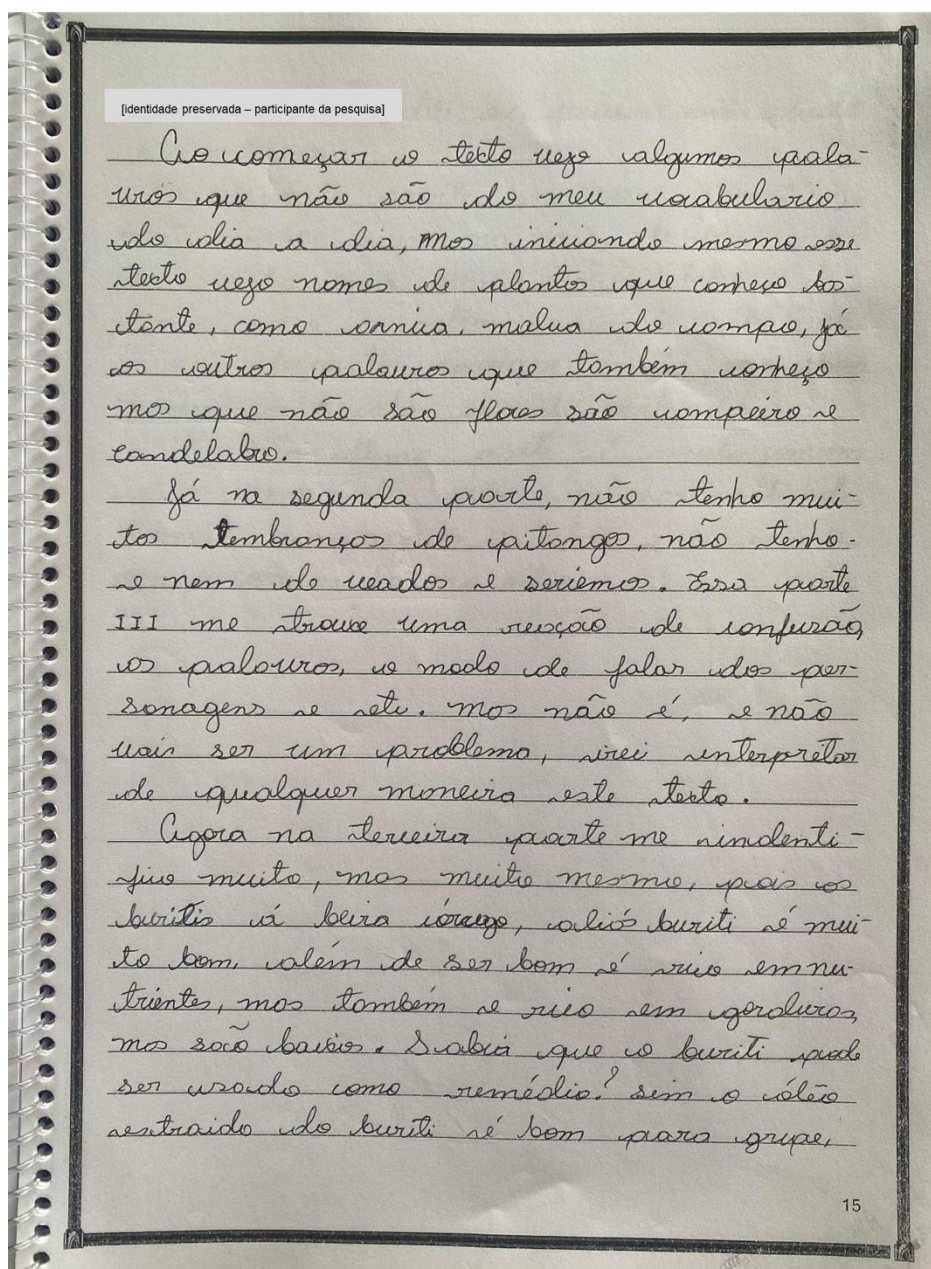 [identidade preservada – participante da pesquisa]
Ao começar o texto vejo algumas pala-
vras que não são do meu vocabulario
do dia a dia, mas iniciando mesmo esse
texto vejo nomes de plantas que conheço bas-
tante, como arnica, malva do campo, já
as outras palavras que também conheço
mas que não são flores são campeiro e
candelabro.
Já na segunda parte, não tenho mui-
tas lembranças de pitangas, não tenho.
e nem de veados e seriemas. Essa parte
III me trouxe uma reação de confusão,
as palavras, o modo de falar dos per-
sonagens e etc. mas não é, e não
vais ser um problema, irei interpretar
de qualquer maneira este texto.
Agora na terceira parte me indenti-
fico muito, mas muito mesmo, pois os
buritis á beira córrego, aliás buriti é mui-
to bom, além de ser bom é rico em nu-
trientes, mas também e rico em gorduras,
mas são baixos. Sabia que o buriti pode
ser usado como remédio? sim o óleo
extraido do buriti é bom para gripe,
15